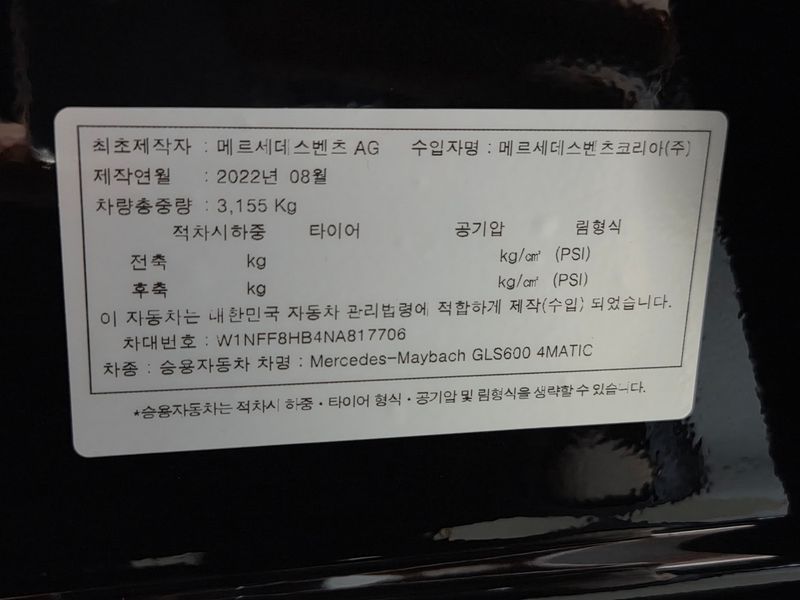 최초제작자 : 메르세데스벤츠 AG 수입자명 : 메르세데스벤츠코리아(주)
제작연월 : 2022년 08월
차량총중량 : 3,155 Kg
적차시하중 타이어 공기압 림형식
전축 kg kg/㎠ (PSI)
후축 kg kg/㎠ (PSI)
이 자동차는 대한민국 자동차 관리법령에 적합하게 제작(수입) 되었습니다.
차대번호 : W1NFF8HB4NA817706
차종 : 승용자동차 차명 : Mercedes-Maybach GLS600 4MATIC
*승용자동차는 적차시 하중·타이어 형식·공기압 및 림형식을 생략할 수 있습니다.